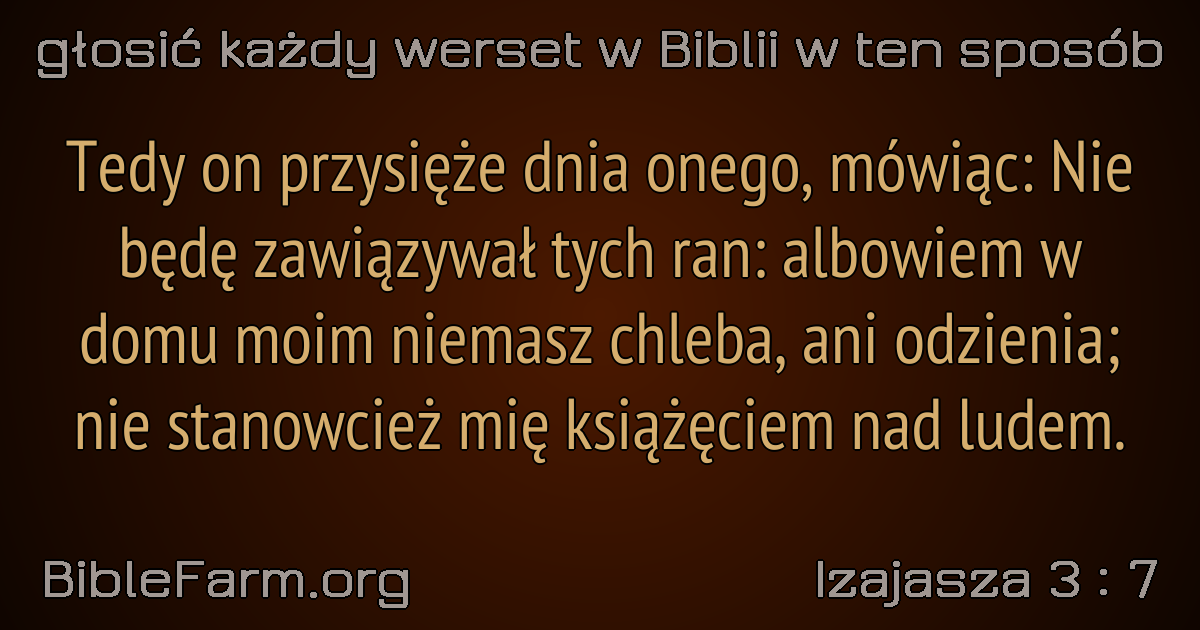 głosić każdy werset w Biblii w ten sposób
Tedy on przysięże dnia onego, mówiąc: Nie
będę zawiązywał tych ran: albowiem w
domu moim niemasz chleba, ani odzienia;
nie stanowcież mię książęciem nad ludem.
BibleFarm.org
Izajasza 3 : 7